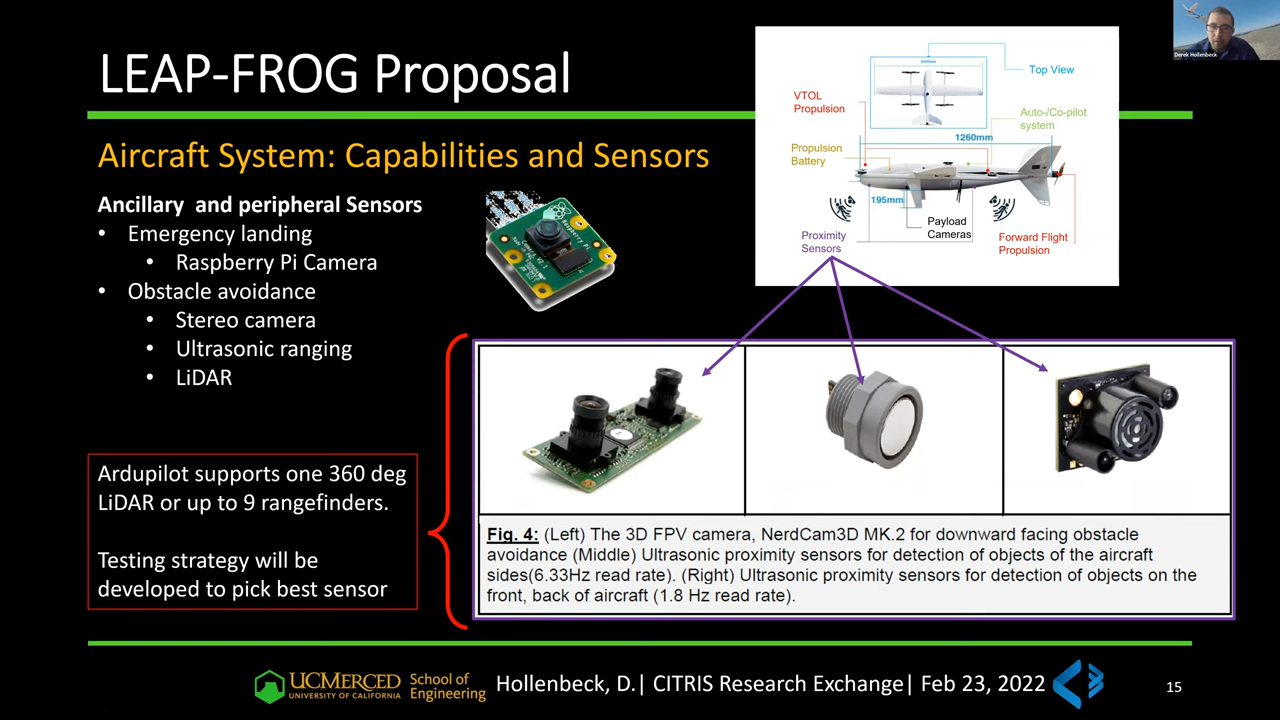 LEAP-FROG Proposal
Aircraft System: Capabilities and Sensors
Ancillary and peripheral Sensors
• Emergency landing
• Raspberry Pi Camera
• Obstacle avoidance
• Stereo camera
• Ultrasonic ranging
• LiDAR
Ardupilot supports one 360 deg
LiDAR or up to 9 rangefinders.
Testing strategy will be
developed to pick best sensor
Top View
VTOL
Propulsion
Auto-/Co-pilot
system
1260mm
Propulsion
Battery
195mm
Payload
Cameras
Proximity
Sensors
Forward Flight
Propulsion
Raspberry Pi
Derek Hollenbeck
Fig. 4: (Left) The 3D FPV camera, NerdCam3D MK.2 for downward facing obstacle
avoidance (Middle) Ultrasonic proximity sensors for detection of objects of the aircraft
sides(6.33Hz read rate). (Right) Ultrasonic proximity sensors for detection of objects on the
front, back of aircraft (1.8 Hz read rate).
UCMERCED
UNIVERSITY OF CALIFORNIA
School of
Engineering
Hollenbeck, D.| CITRIS Research Exchange| Feb 23, 2022
15